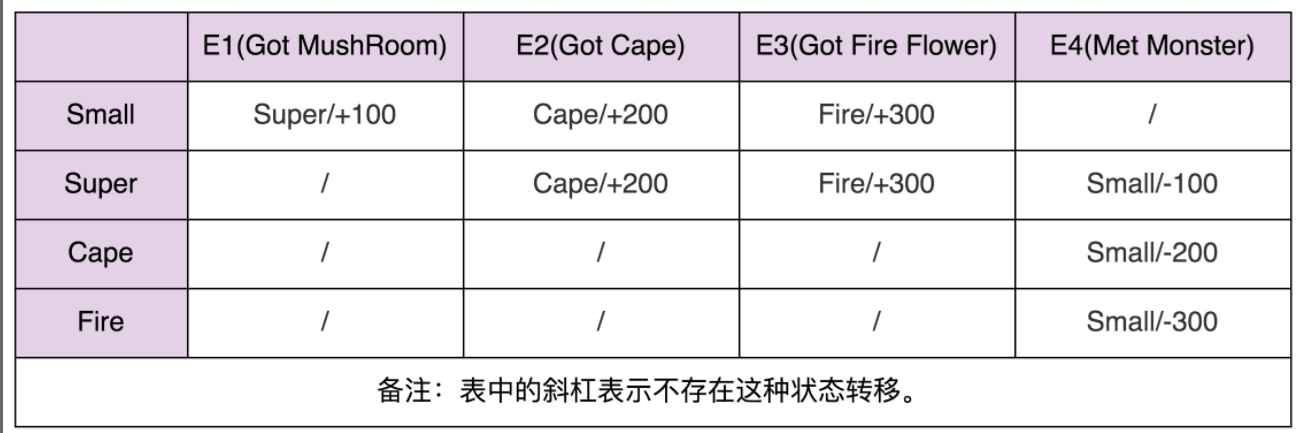 E1(Got MushRoom) E2(Got Cape) E3(Got Fire Flower) E4(Met Monster)
Small Super/+100 Cape/+200 Fire/+300 /
Super / Cape/+200 Fire/+300 Small/-100
Cape / / / Small/-200
Fire / / / Small/-300
备注：表中的斜杠表示不存在这种状态转移。